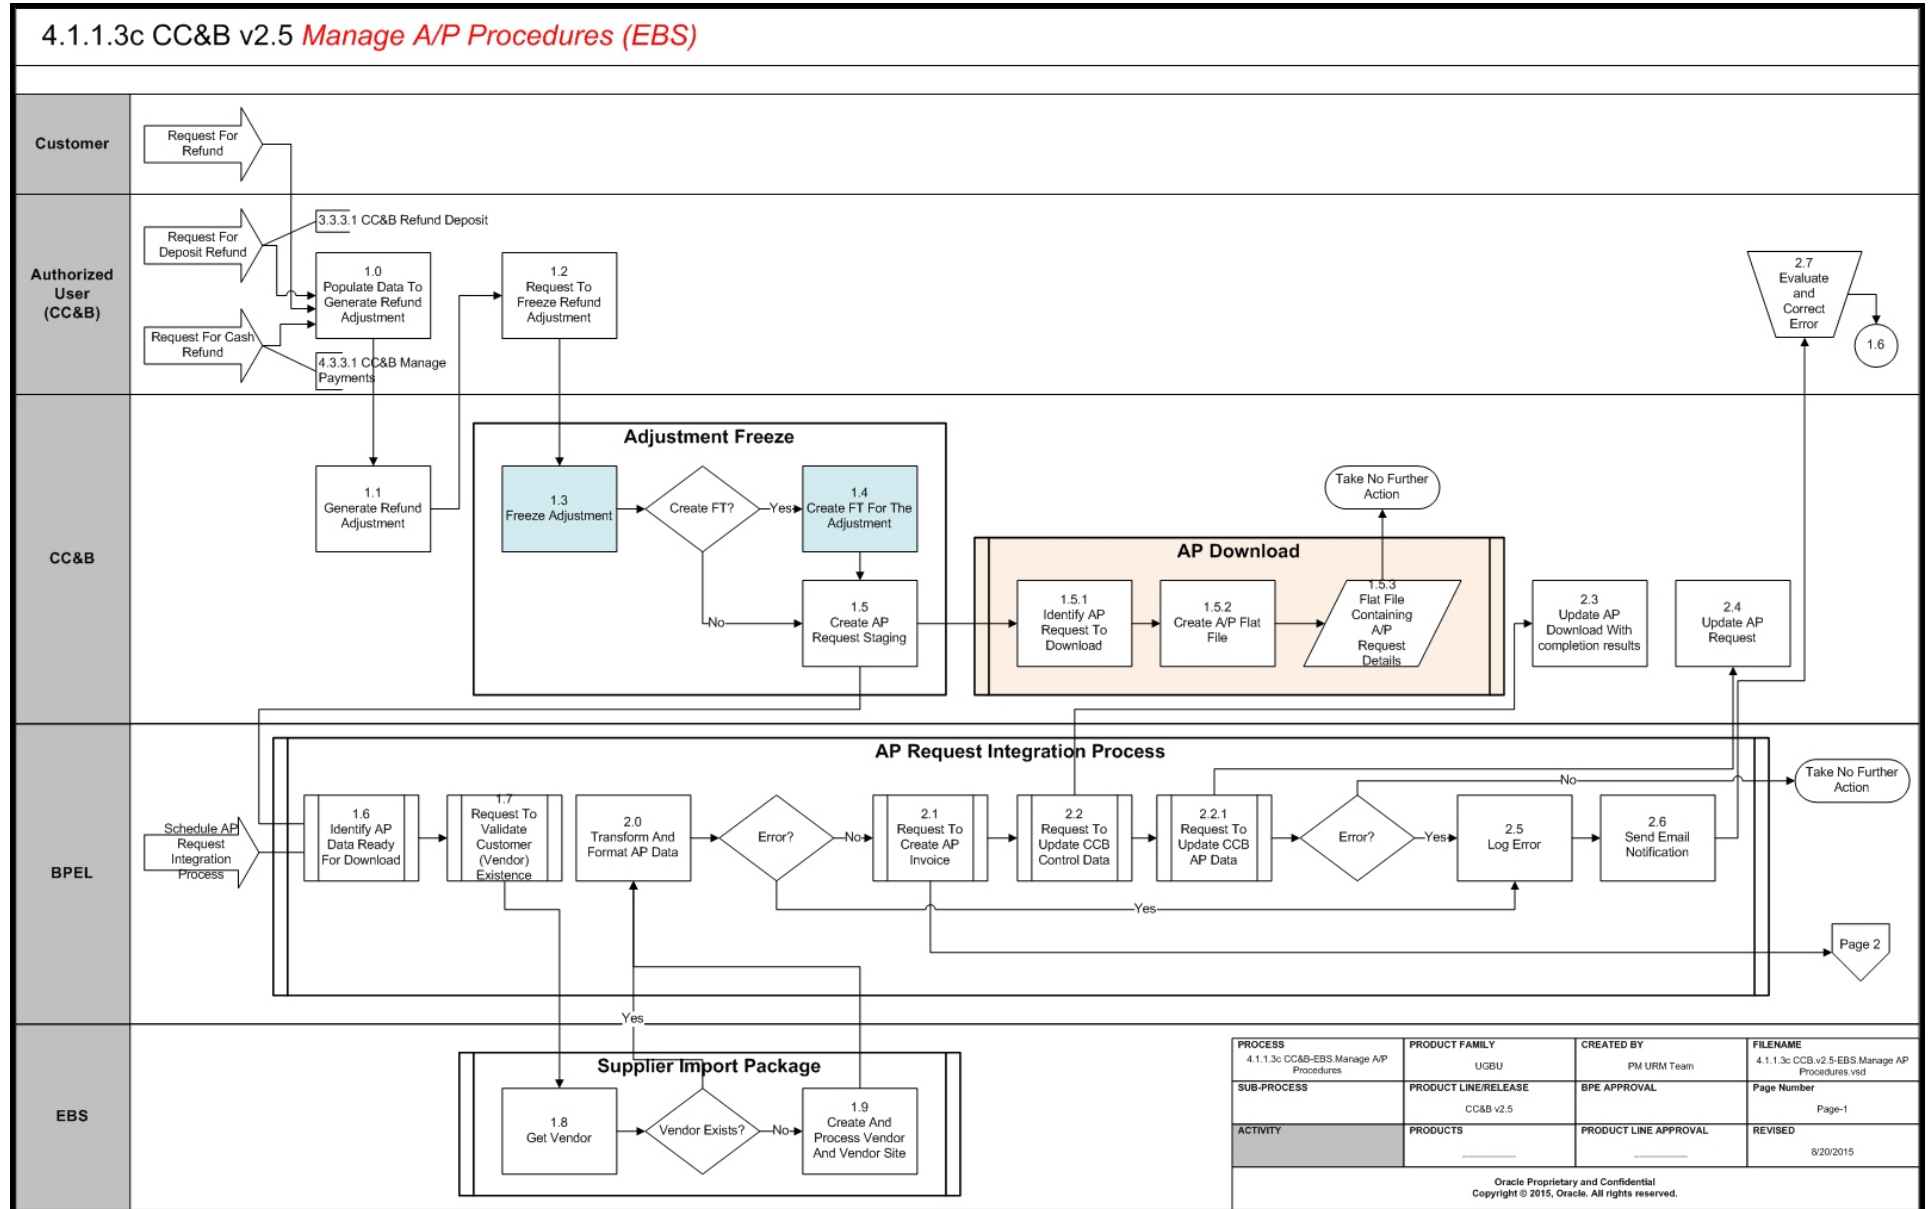 4.1.1.3c CC&B v2.5 Manage A/P Procedures (EBS)
Customer
Request For
Refund
Authorized
User
(CC&B)
Request For
Deposit Refund
3.3.3.1 CC&B Refund Deposit
Request For Cash
Refund
4.3.3.1 CC&B Manage
Payments
1.0
Populate Data To
Generate Refund
Adjustment
1.2
Request To
Freeze Refund
Adjustment
2.7
Evaluate
and
Correct
Error
1.6
CC&B
1.1
Generate Refund
Adjustment
Adjustment Freeze
1.3
Freeze Adjustment
Create FT?
Yes
1.4
Create FT For The
Adjustment
No
1.5
Create AP
Request Staging
Take No Further
Action
AP Download
1.5.1
Identify AP
Request To
Download
1.5.2
Create A/P Flat
File
1.5.3
Flat File
Containing
A/P
Request
Details
2.3
Update AP
Download With
completion results
2.4
Update AP
Request
BPEL
AP Request Integration Process
Schedule AP
Request
Integration
Process
1.6
Identify AP
Data Ready
For Download
1.7
Request To
Validate
Customer
(Vendor)
Existence
2.0
Transform And
Format AP Data
Error?
No
2.1
Request To
Create AP
Invoice
2.2
Request To
Update CCB
Control Data
2.2.1
Request To
Update CCB
AP Data
Error?
No
Take No Further
Action
Yes
2.5
Log Error
2.6
Send Email
Notification
Yes
Page 2
Yes
EBS
Supplier Import Package
1.8
Get Vendor
Vendor Exists?
No
1.9
Create And
Process Vendor
And Vendor Site
PROCESS
4.1.1.3c CC&B-EBS.Manage A/P
Procedures
PRODUCT FAMILY
UGBU
CREATED BY
PM URM Team
FILENAME
4.1.1.3c CCB.v2.5-EBS.Manage AP
Procedures.vsd
SUB-PROCESS
PRODUCT LINE/RELEASE
CC&B v2.5
BPE APPROVAL
Page Number
Page-1
ACTIVITY
PRODUCTS
PRODUCT LINE APPROVAL
REVISED
8/20/2015
Oracle Proprietary and Confidential
Copyright © 2015, Oracle. All rights reserved.